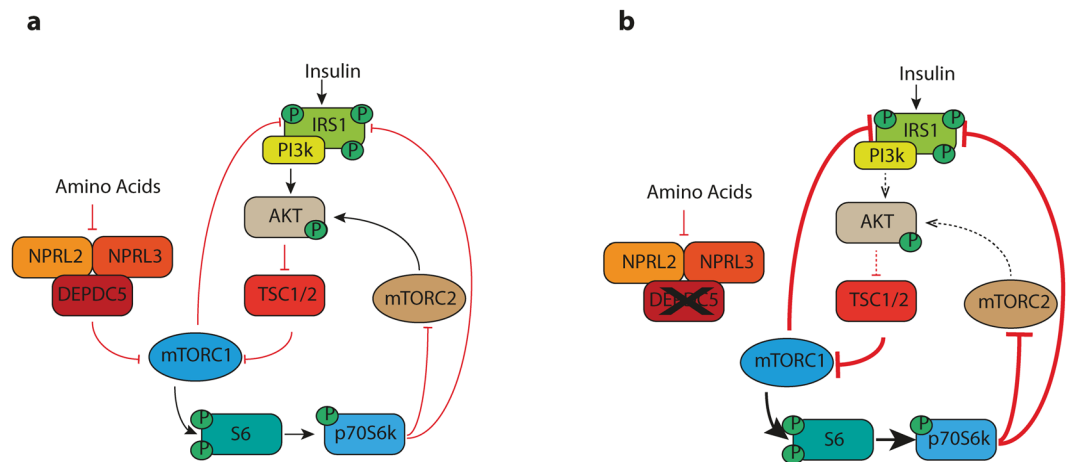 a
Insulin
P
P
IRS1
PI3k
P
Amino Acids
AKT
P
NPRL2
NPRL3
DEPDC5
TSC1/2
mTORC2
mTORC1
P
P
S6
P
p70S6k
b
Insulin
P
P
IRS1
PI3k
P
Amino Acids
AKT
P
NPRL2
NPRL3
DEPDC5
TSC1/2
mTORC2
mTORC1
P
P
S6
P
p70S6k